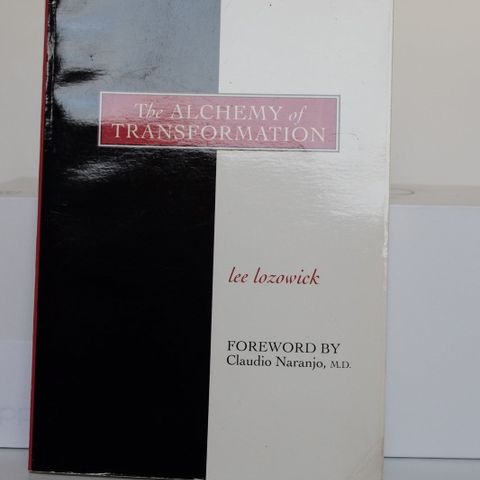 The ALCHEMY of
TRANSFORMATION
lee lozowick
FOREWORD BY
Claudio Naranjo, M.D.